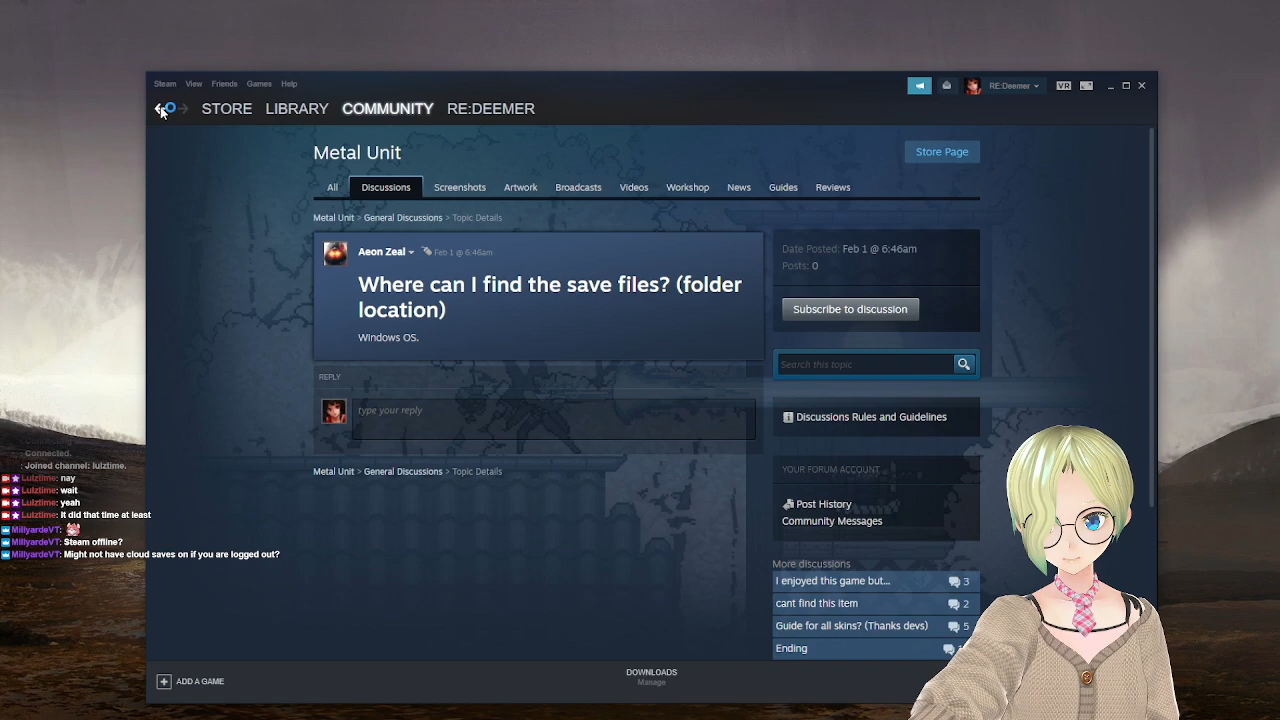 Steam View Friends Games Help
RE:Deemer
VR
STORE LIBRARY COMMUNITY RE:DEEMER
Metal Unit
Store Page
All Discussions Screenshots Artwork Broadcasts Videos Workshop News Guides Reviews
Metal Unit > General Discussions > Topic Details
Aeon Zeal Feb 1 @ 6:46am
Where can I find the save files? (folder
location)
Windows OS.
Date Posted: Feb 1 @ 6:46am
Posts: 0
Subscribe to discussion
Search this topic
REPLY
type your reply
Discussions Rules and Guidelines
Metal Unit > General Discussions > Topic Details
YOUR FORUM ACCOUNT
Post History
Community Messages
More discussions
I enjoyed this game but... 3
cant find this item 2
Guide for all skins? (Thanks devs) 5
Ending
Connected.
: Joined channel: lulztime.
Lulztime: nay
Lulztime: wait
Lulztime: yeah
Lulztime: It did that time at least
MillyardeVT:
MillyardeVT: Steam offline?
MillyardeVT: Might not have cloud saves on if you are logged out?
ADD A GAME
DOWNLOADS
Manage